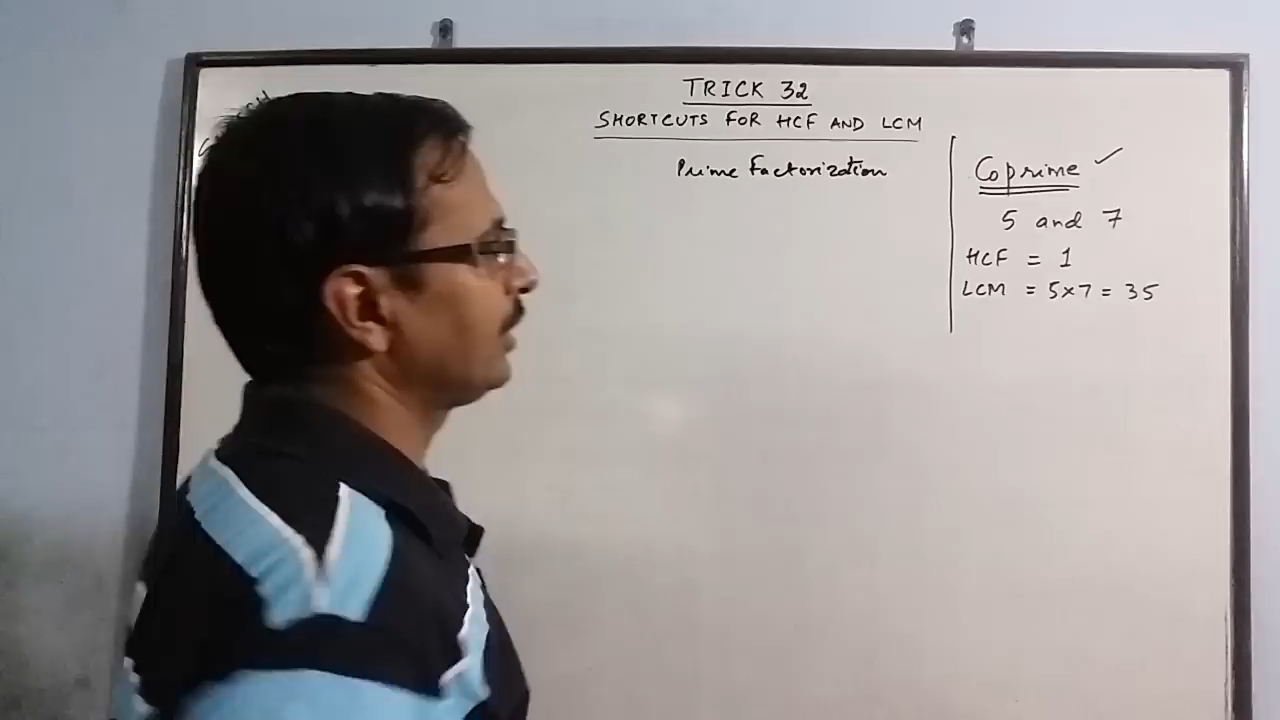 TRICK 32
SHORTCUTS FOR HCF AND LCM
Prime Factorization
Coprime ✓
5 and 7
HCF = 1
LCM = 5×7 = 35